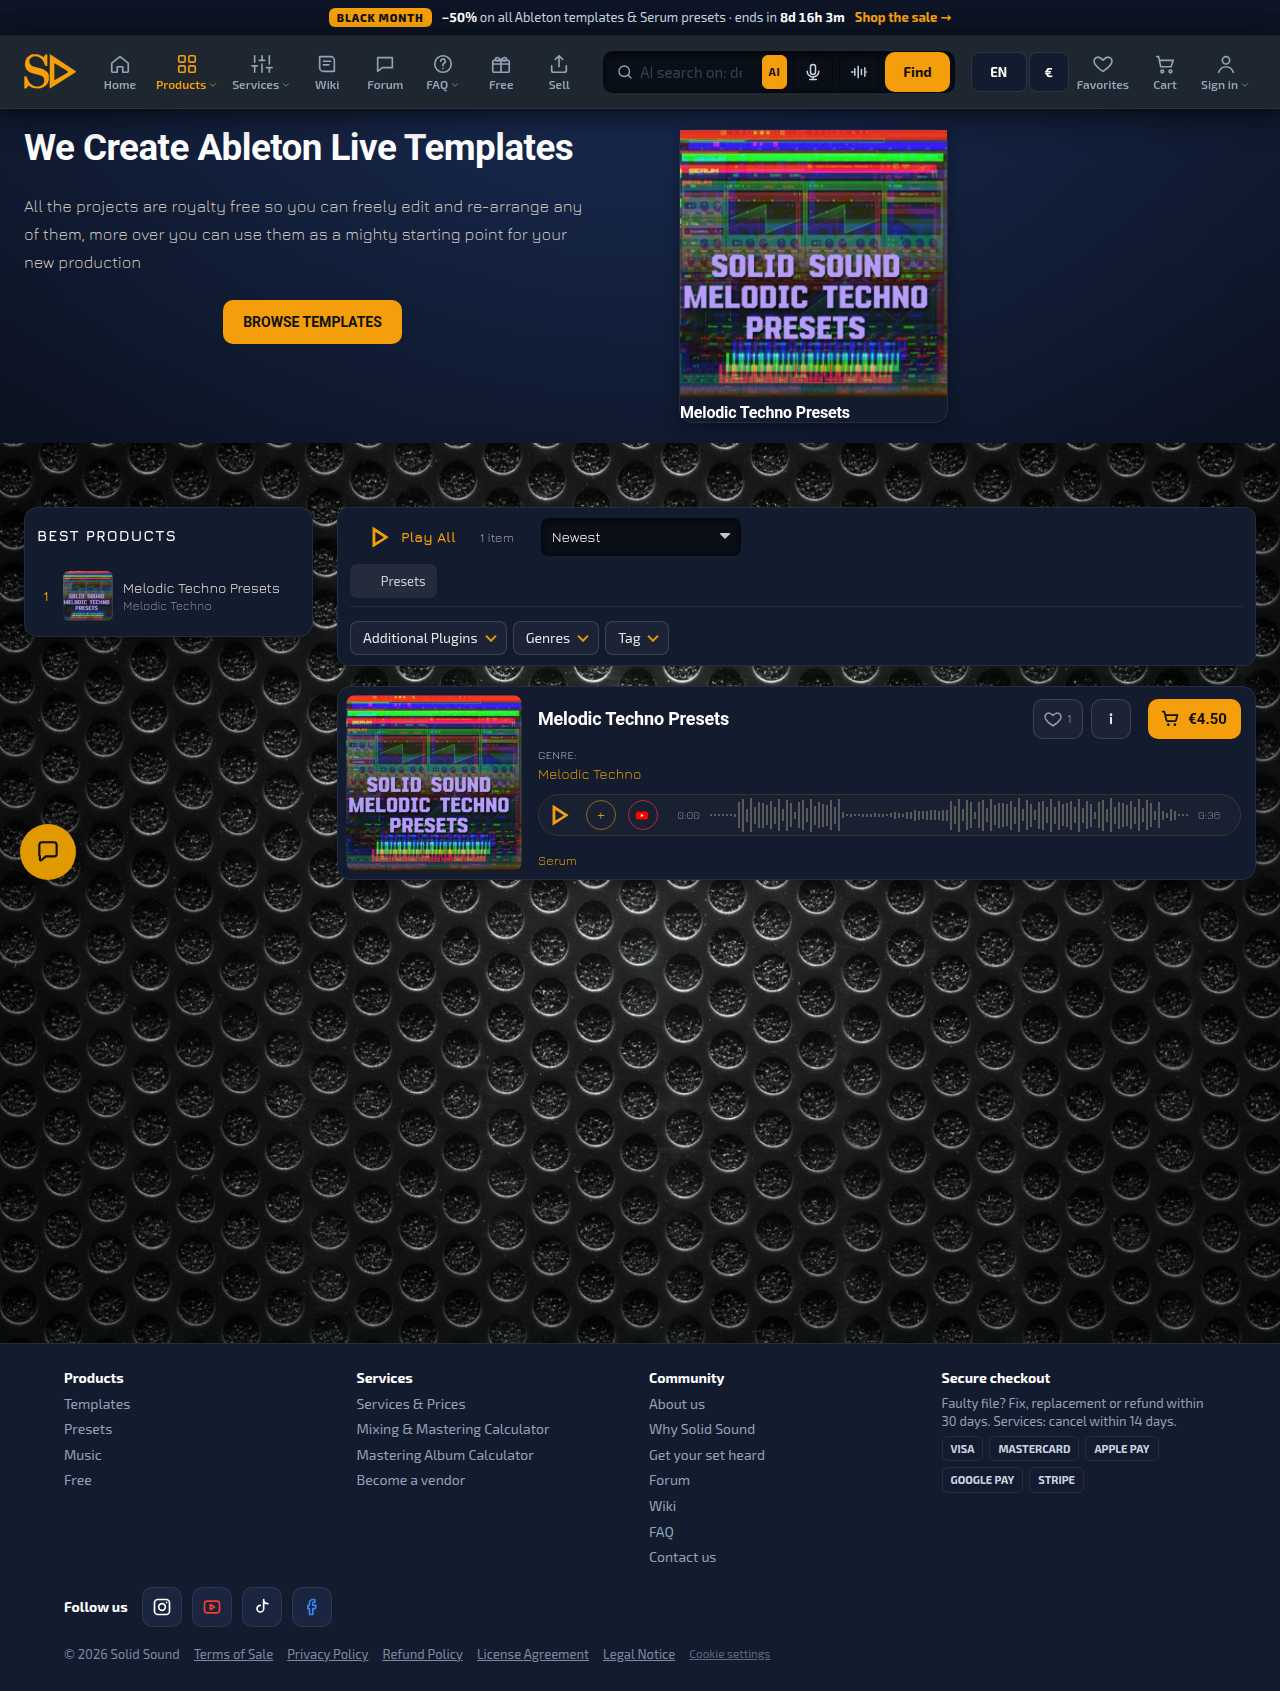 BLACK MONTH −50% on all Ableton templates & Serum presets · ends in 8d 16h 3m Shop the sale →
Home Products Services Wiki Forum FAQ Free Sell AI search on: AI Find EN € Favorites Cart Sign in
We Create Ableton Live Templates
All the projects are royalty free so you can freely edit and re-arrange any
of them, more over you can use them as a mighty starting point for your
new production
BROWSE TEMPLATES
SERUM
SOLID SOUND
MELODIC TECHNO
PRESETS
Melodic Techno Presets
BEST PRODUCTS
1 Melodic Techno Presets
Melodic Techno
Play All 1 item Newest
Presets
Additional Plugins Genres Tag
SOLID SOUND
MELODIC TECHNO
PRESETS
Melodic Techno Presets 1 i €4.50
GENRE:
Melodic Techno
+ 0:00 0:36
Serum
Products
Templates
Presets
Music
Free
Services
Services & Prices
Mixing & Mastering Calculator
Mastering Album Calculator
Become a vendor
Community
About us
Why Solid Sound
Get your set heard
Forum
Wiki
FAQ
Contact us
Secure checkout
Faulty file? Fix, replacement or refund within
30 days. Services: cancel within 14 days.
VISA MASTERCARD APPLE PAY
GOOGLE PAY STRIPE
Follow us
© 2026 Solid Sound Terms of Sale Privacy Policy Refund Policy License Agreement Legal Notice Cookie settings